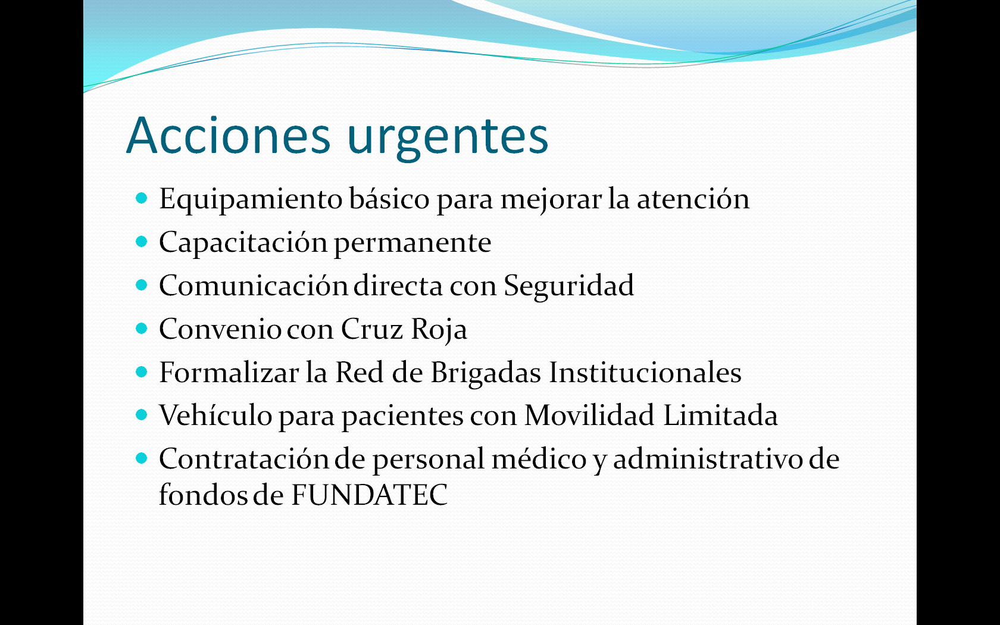 Acciones urgentes
Equipamiento básico para mejorar la atención
Capacitación permanente
Comunicación directa con Seguridad
Convenio con Cruz Roja
Formalizar la Red de Brigadas Institucionales
Vehículo para pacientes con Movilidad Limitada
Contratación de personal médico y administrativo de
fondos de FUNDATEC